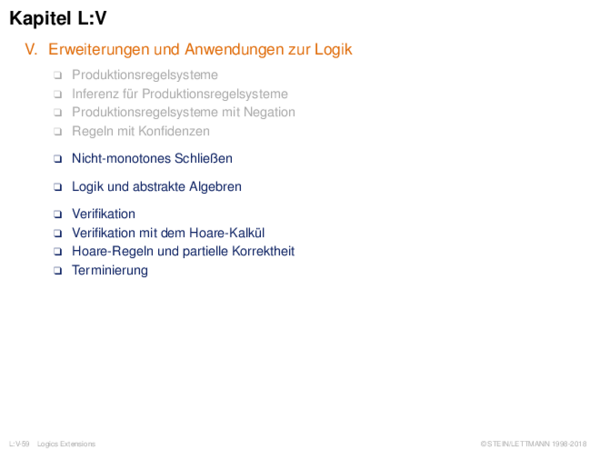 Kapitel L:V
V. Erweiterungen und Anwendungen zur Logik
❑ Produktionsregelsysteme
❑ Inferenz für Produktionsregelsysteme
❑ Produktionsregelsysteme mit Negation
❑ Regeln mit Konfidenzen
❑ Nicht-monotones Schließen
❑ Logik und abstrakte Algebren
❑ Verifikation
❑ Verifikation mit dem Hoare-Kalkül
❑ Hoare-Regeln und partielle Korrektheit
❑ Terminierung
L:V-59 Logics Extensions ©STEIN/LETTMANN 1998-2018